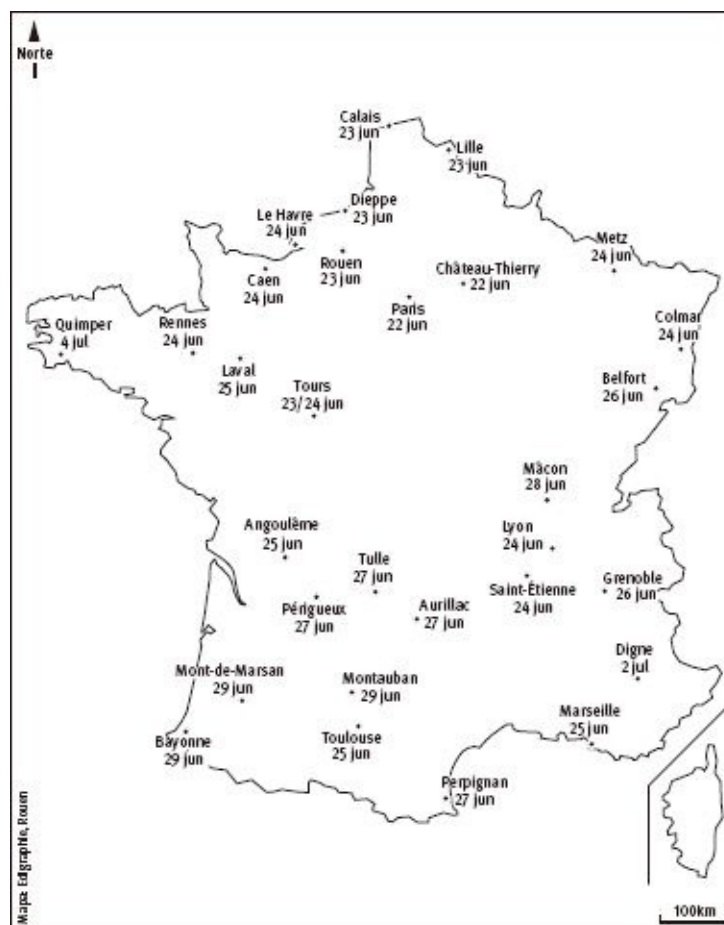 Norte
Calais
23 jun
Lille
23 jun
Dieppe
23 jun
Le Havre
24 jun
Rouen
23 jun
Caen
24 jun
Metz
24 jun
Château-Thierry
22 jun
Paris
22 jun
Quimper
4 jul
Rennes
24 jun
Laval
25 jun
Colmar
24 jun
Tours
23/24 jun
Belfort
26 jun
Mâcon
28 jun
Lyon
24 jun
Angoulême
25 jun
Tulle
27 jun
Saint-Étienne
24 jun
Grenoble
26 jun
Périgueux
27 jun
Aurillac
27 jun
Digne
2 jul
Mont-de-Marsan
29 jun
Montauban
29 jun
Marseille
25 jun
Bayonne
29 jun
Toulouse
25 jun
Perpignan
27 jun
100km
Mapa: Edigraphie, Rouen